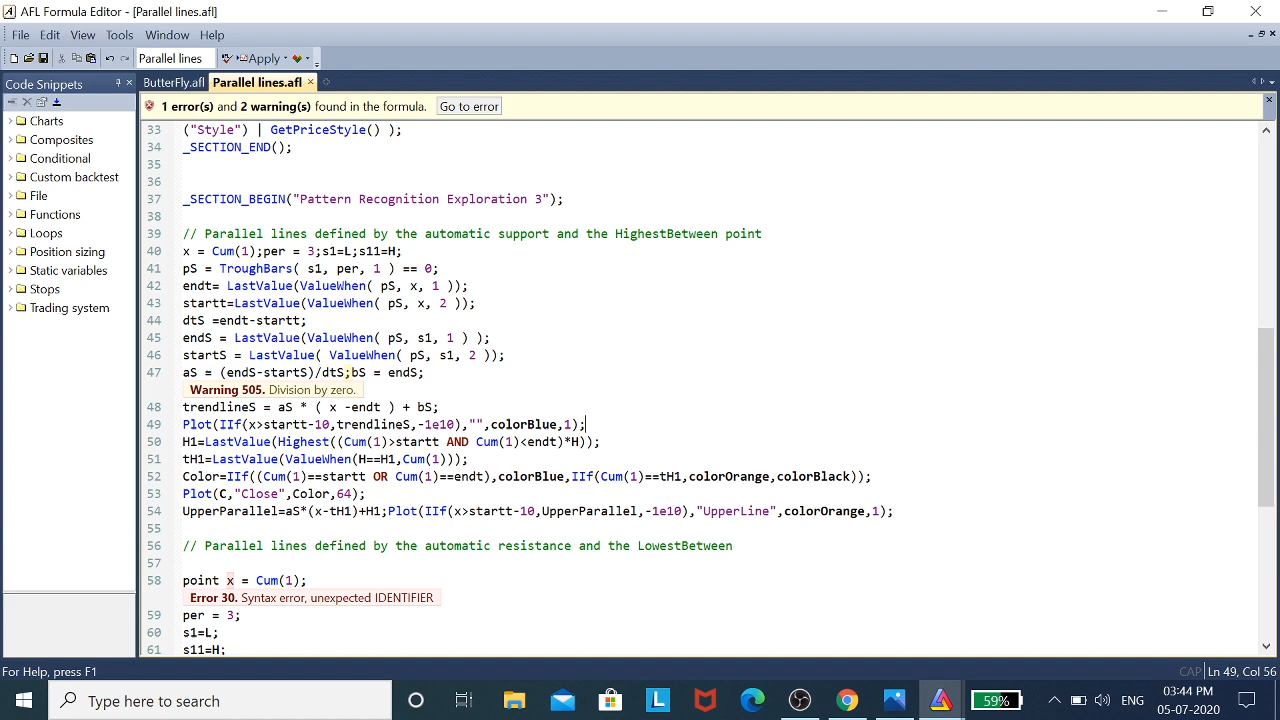 AFL Formula Editor - [Parallel lines.afl]
File Edit View Tools Window Help
Parallel lines Apply
Code Snippets
ButterFly.afl Parallel lines.afl
1 error(s) and 2 warning(s) found in the formula. Go to error
Charts
Composites
Conditional
Custom backtest
File
Functions
Loops
Position sizing
Static variables
Stops
Trading system
33 ("Style") | GetPriceStyle() );
34 _SECTION_END();
35
36
37 _SECTION_BEGIN("Pattern Recognition Exploration 3");
38
39 // Parallel lines defined by the automatic support and the HighestBetween point
40 x = Cum(1);per = 3;s1=L;s11=H;
41 pS = TroughBars( s1, per, 1 ) == 0;
42 endt= LastValue(ValueWhen( pS, x, 1 ));
43 startt=LastValue(ValueWhen( pS, x, 2 ));
44 dtS =endt-startt;
45 endS = LastValue(ValueWhen( pS, s1, 1 ) );
46 startS = LastValue( ValueWhen( pS, s1, 2 ));
47 aS = (endS-startS)/dtS;bS = endS;
Warning 505. Division by zero.
48 trendlineS = aS * ( x -endt ) + bS;
49 Plot(IIf(x>startt-10,trendlineS,-1e10),"",colorBlue,1);
50 H1=LastValue(Highest((Cum(1)>startt AND Cum(1)<endt)*H));
51 tH1=LastValue(ValueWhen(H==H1,Cum(1)));
52 Color=IIf((Cum(1)==startt OR Cum(1)==endt),colorBlue,IIf(Cum(1)==tH1,colorOrange,colorBlack));
53 Plot(C,"Close",Color,64);
54 UpperParallel=aS*(x-tH1)+H1;Plot(IIf(x>startt-10,UpperParallel,-1e10),"UpperLine",colorOrange,1);
55
56 // Parallel lines defined by the automatic resistance and the LowestBetween
57
58 point x = Cum(1);
Error 30. Syntax error, unexpected IDENTIFIER
59 per = 3;
60 s1=L;
61 s11=H;
For Help, press F1
CAP Ln 49, Col 56
Type here to search
L
59%
ENG
03:44 PM
05-07-2020